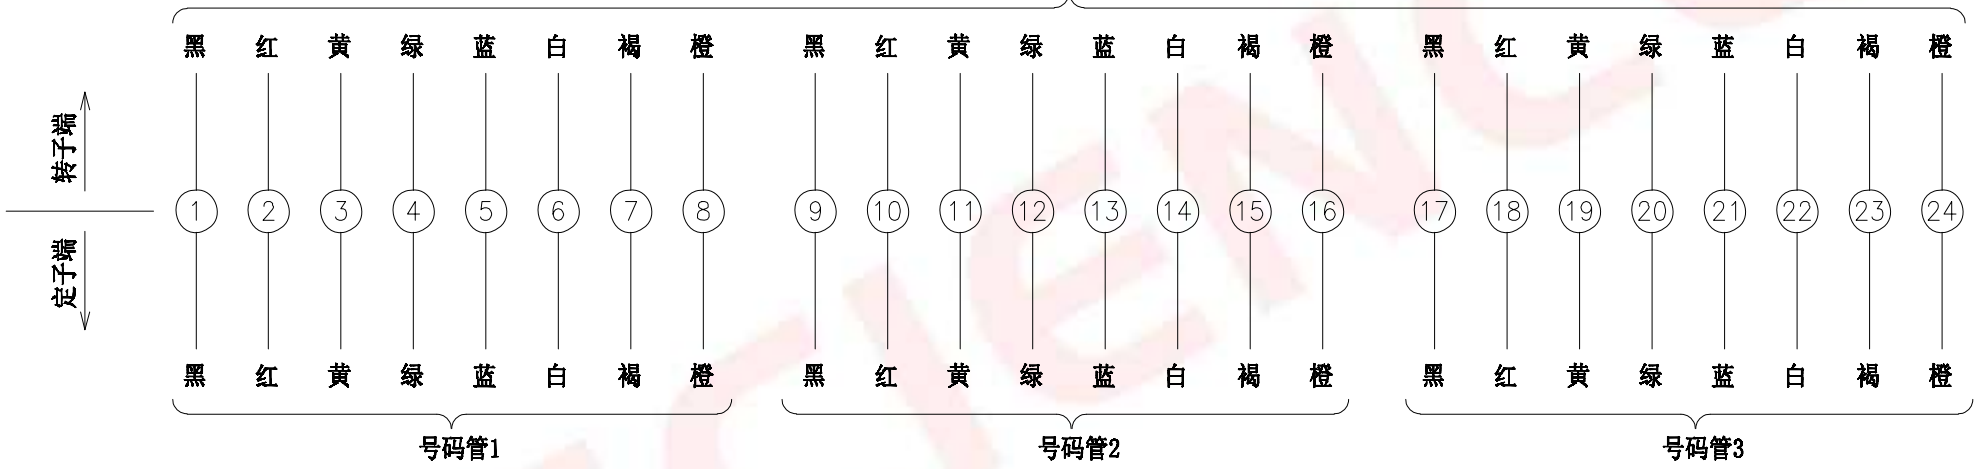 黑 红 黄 绿 蓝 白 褐 橙 黑 红 黄 绿 蓝 白 褐 橙 黑 红 黄 绿 蓝 白 褐 橙
转子端
1 2 3 4 5 6 7 8 9 10 11 12 13 14 15 16 17 18 19 20 21 22 23 24
定子端
黑 红 黄 绿 蓝 白 褐 橙 黑 红 黄 绿 蓝 白 褐 橙 黑 红 黄 绿 蓝 白 褐 橙
号码管1 号码管2 号码管3